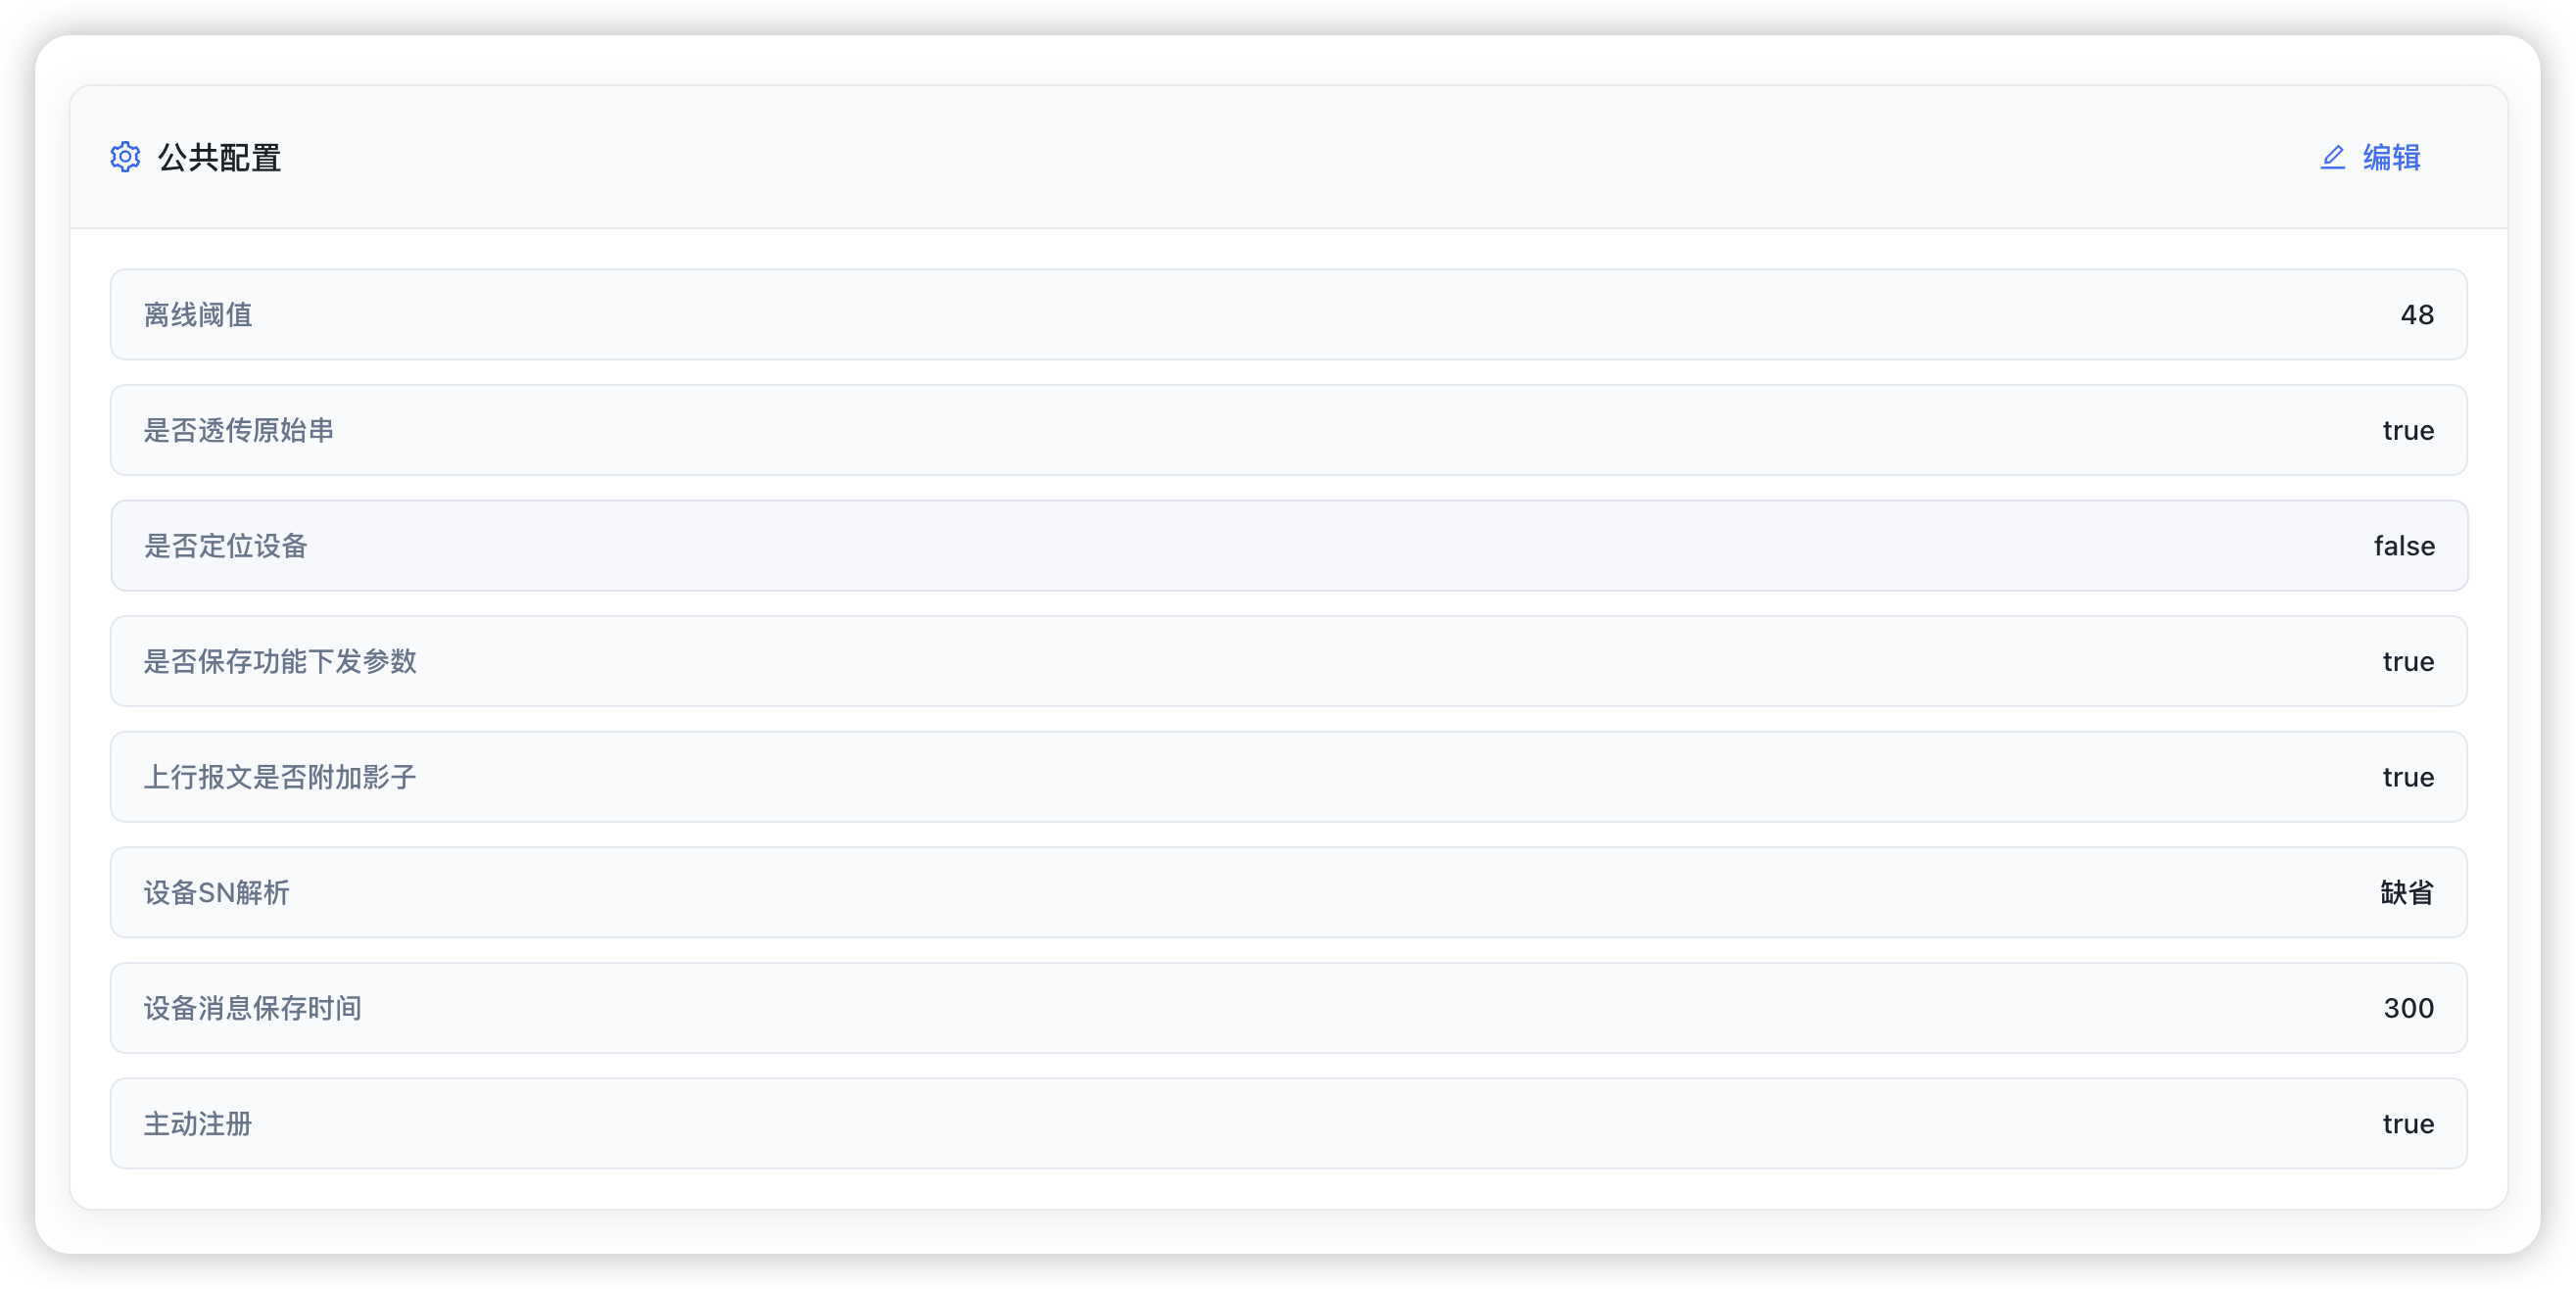 公共配置
编辑
离线阈值 48
是否透传原始串 true
是否定位设备 false
是否保存功能下发参数 true
上行报文是否附加影子 true
设备SN解析 缺省
设备消息保存时间 300
主动注册 true